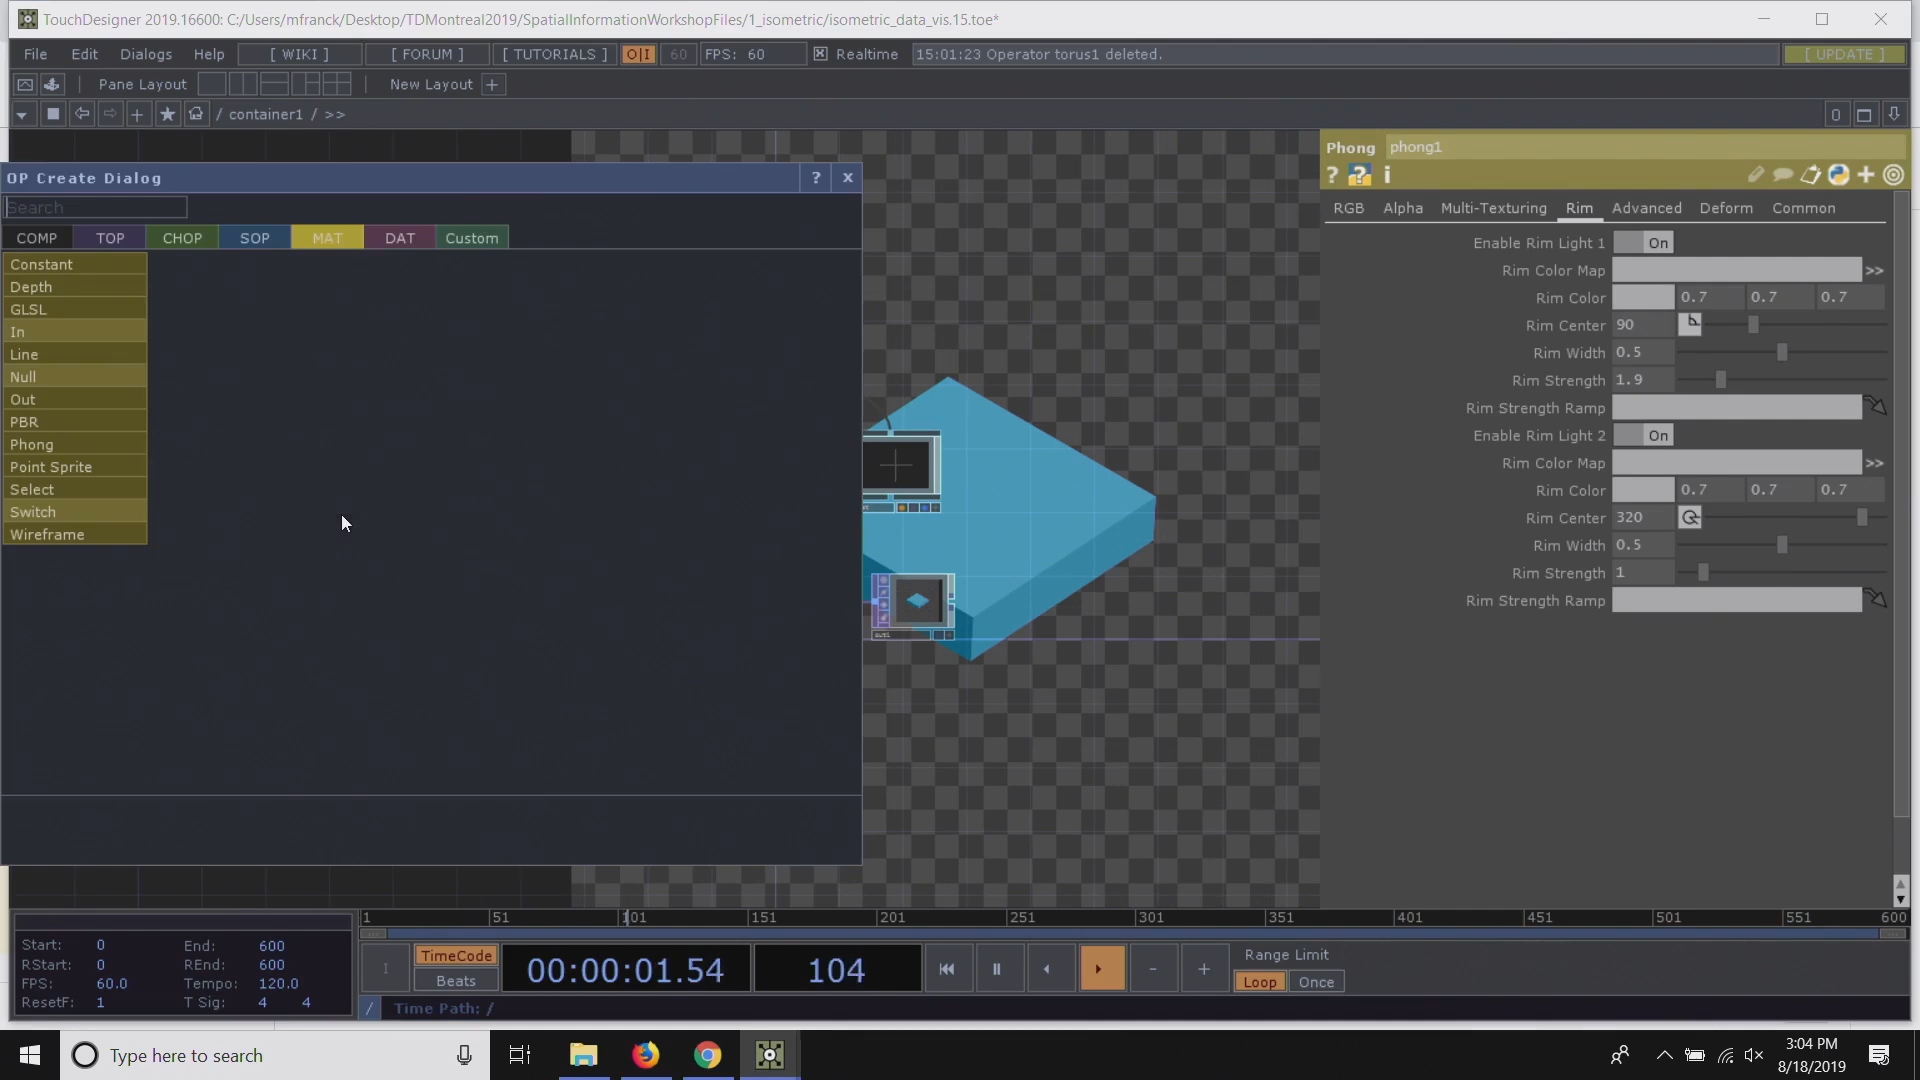 TouchDesigner 2019.16600: C:/Users/mfranck/Desktop/TDMontreal2019/SpatialInformationWorkshopFiles/1_isometric/isometric_data_vis.15.toe*
File Edit Dialogs Help [ WIKI ] [ FORUM ] [ TUTORIALS ] O|I 60 FPS: 60 Realtime 15:01:23 Operator torus1 deleted. [ UPDATE ]
Pane Layout New Layout +
/ container1 / >> 0
Phong phong1
OP Create Dialog ? x
? ? i
Search
RGB Alpha Multi-Texturing Rim Advanced Deform Common
COMP TOP CHOP SOP MAT DAT Custom
Enable Rim Light 1 On
Constant
Rim Color Map >>
Depth
Rim Color 0.7 0.7 0.7
GLSL
Rim Center 90
In
Rim Width 0.5
Line
Null
Rim Strength 1.9
Out
Rim Strength Ramp
PBR
Enable Rim Light 2 On
Phong
Rim Color Map >>
Point Sprite
Select
Rim Color 0.7 0.7 0.7
Switch
Rim Center 320
Wireframe
Rim Width 0.5
Rim Strength 1
Rim Strength Ramp
out1
1 51 101 151 201 251 301 351 401 451 501 551 600
Start: 0 End: 600
RStart: 0 REnd: 600
FPS: 60.0 Tempo: 120.0
ResetF: 1 T Sig: 4 4
I TimeCode Beats 00:00:01.54 104 - + Range Limit
Loop Once
/ Time Path: /
Type here to search
3:04 PM
8/18/2019